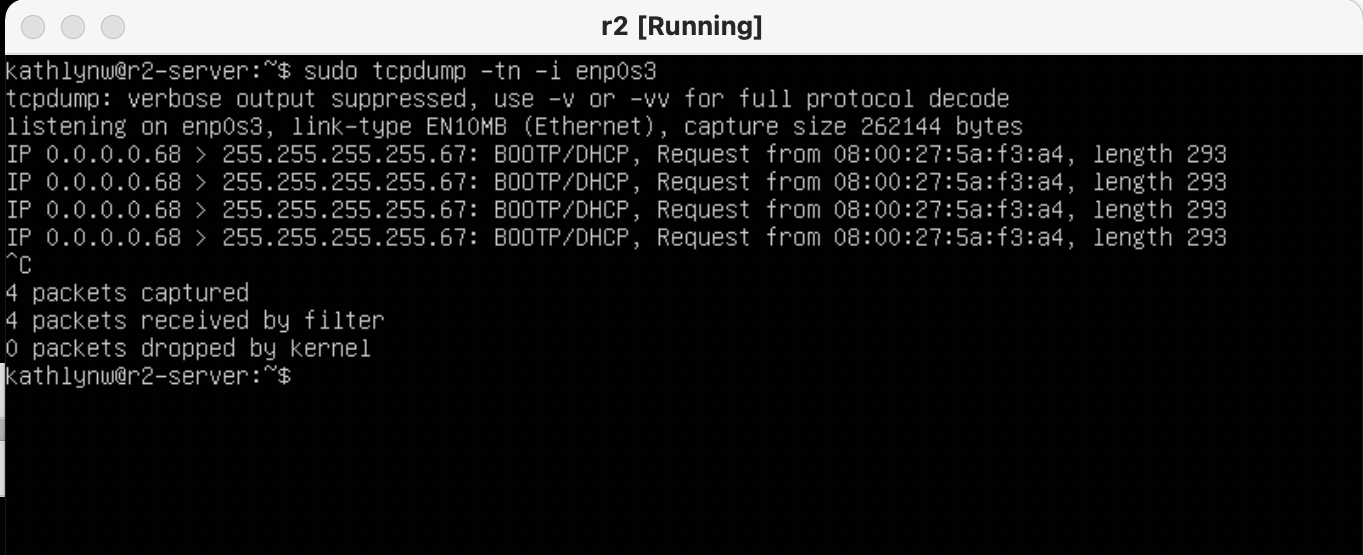 r2 [Running]
kathlynw@r2-server:~$ sudo tcpdump -tn -i enp0s3
tcpdump: verbose output suppressed, use -v or -vv for full protocol decode
listening on enp0s3, link-type EN10MB (Ethernet), capture size 262144 bytes
IP 0.0.0.0.68 > 255.255.255.255.67: BOOTP/DHCP, Request from 08:00:27:5a:f3:a4, length 293
IP 0.0.0.0.68 > 255.255.255.255.67: BOOTP/DHCP, Request from 08:00:27:5a:f3:a4, length 293
IP 0.0.0.0.68 > 255.255.255.255.67: BOOTP/DHCP, Request from 08:00:27:5a:f3:a4, length 293
IP 0.0.0.0.68 > 255.255.255.255.67: BOOTP/DHCP, Request from 08:00:27:5a:f3:a4, length 293
^C
4 packets captured
4 packets received by filter
0 packets dropped by kernel
kathlynw@r2-server:~$